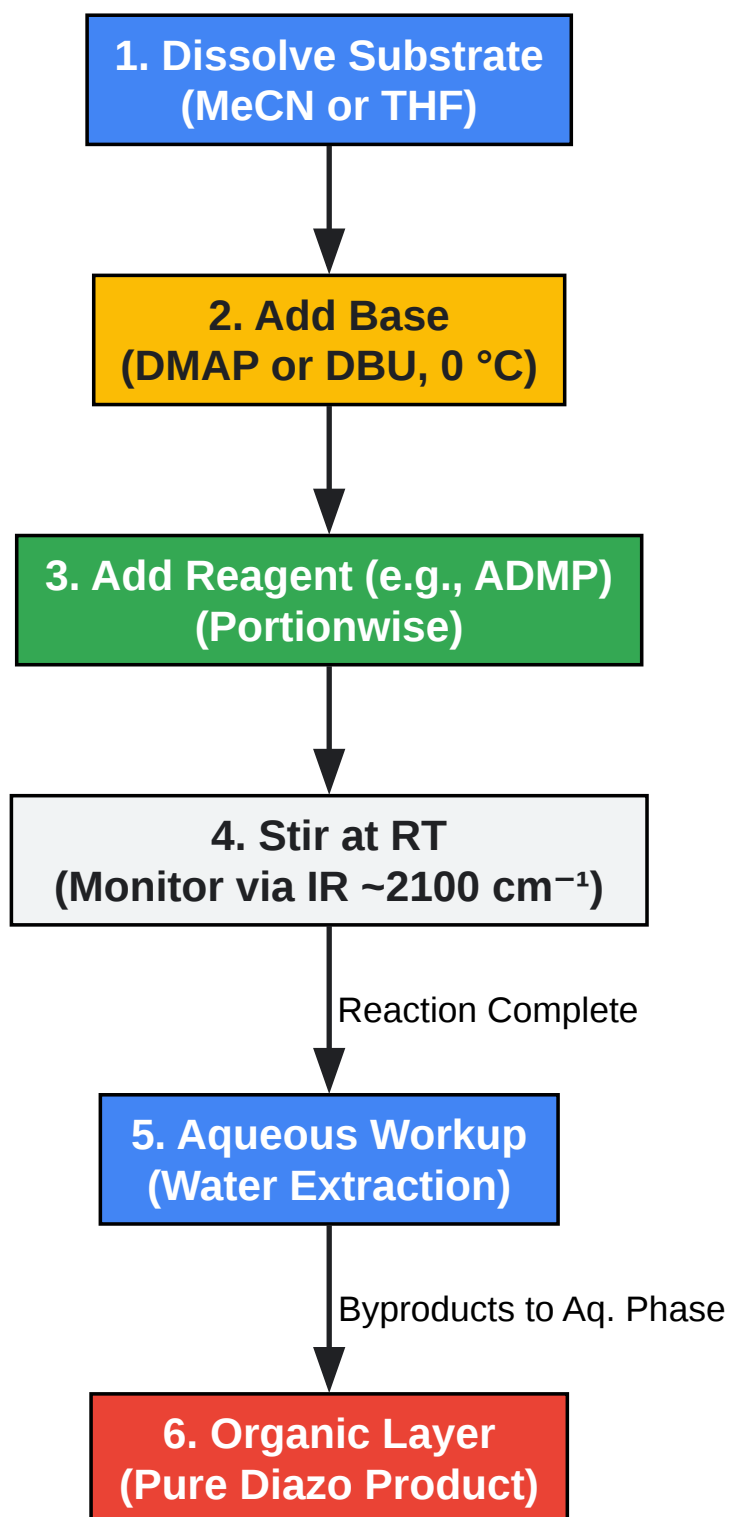 1. Dissolve Substrate
(MeCN or THF)
2. Add Base
(DMAP or DBU, 0 °C)
3. Add Reagent (e.g., ADMP)
(Portionwise)
4. Stir at RT
(Monitor via IR ~2100 cm⁻¹)
Reaction Complete
5. Aqueous Workup
(Water Extraction)
Byproducts to Aq. Phase
6. Organic Layer
(Pure Diazo Product)